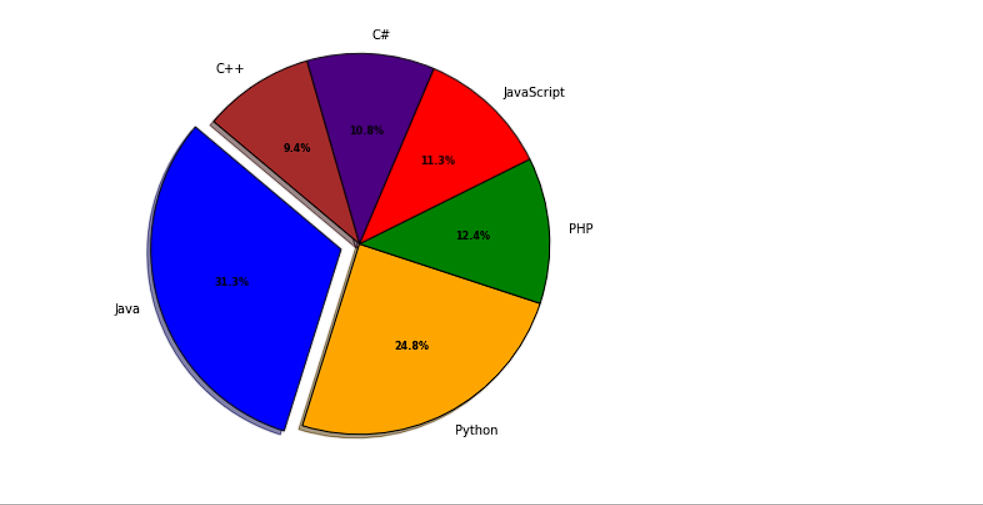 C#
C++
JavaScript
10.8%
9.4%
11.3%
PHP
12.4%
31.3%
Java
24.8%
Python